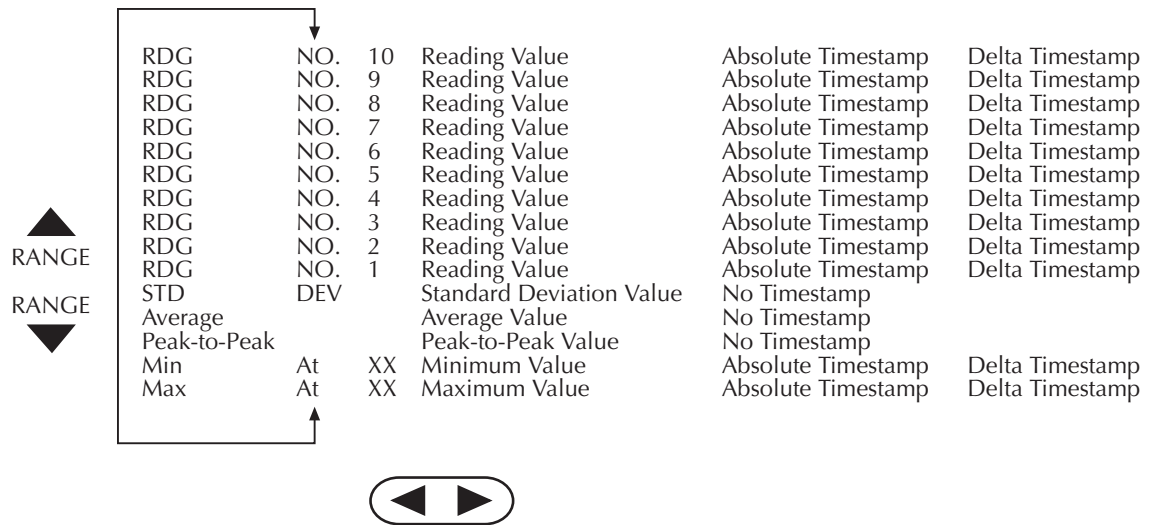 RDG NO. 10 Reading Value Absolute Timestamp Delta Timestamp
RDG NO. 9 Reading Value Absolute Timestamp Delta Timestamp
RDG NO. 8 Reading Value Absolute Timestamp Delta Timestamp
RDG NO. 7 Reading Value Absolute Timestamp Delta Timestamp
RDG NO. 6 Reading Value Absolute Timestamp Delta Timestamp
RDG NO. 5 Reading Value Absolute Timestamp Delta Timestamp
RDG NO. 4 Reading Value Absolute Timestamp Delta Timestamp
RDG NO. 3 Reading Value Absolute Timestamp Delta Timestamp
RDG NO. 2 Reading Value Absolute Timestamp Delta Timestamp
RDG NO. 1 Reading Value Absolute Timestamp Delta Timestamp
STD DEV Standard Deviation Value No Timestamp
Average Average Value No Timestamp
Peak-to-Peak Peak-to-Peak Value No Timestamp
Min At XX Minimum Value Absolute Timestamp Delta Timestamp
Max At XX Maximum Value Absolute Timestamp Delta Timestamp
RANGE
RANGE